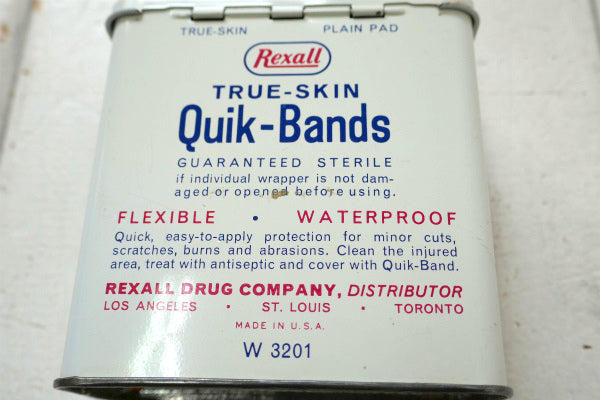 TRUE-SKIN PLAIN PAD
Rexall
TRUE-SKIN
Quik-Bands
GUARANTEED STERILE
if individual wrapper is not dam-
aged or opened before using.
FLEXIBLE • WATERPROOF
Quick, easy-to-apply protection for minor cuts,
scratches, burns and abrasions. Clean the injured
area, treat with antiseptic and cover with Quik-Band.
REXALL DRUG COMPANY, DISTRIBUTOR
LOS ANGELES • ST. LOUIS • TORONTO
MADE IN U.S.A.
W 3201